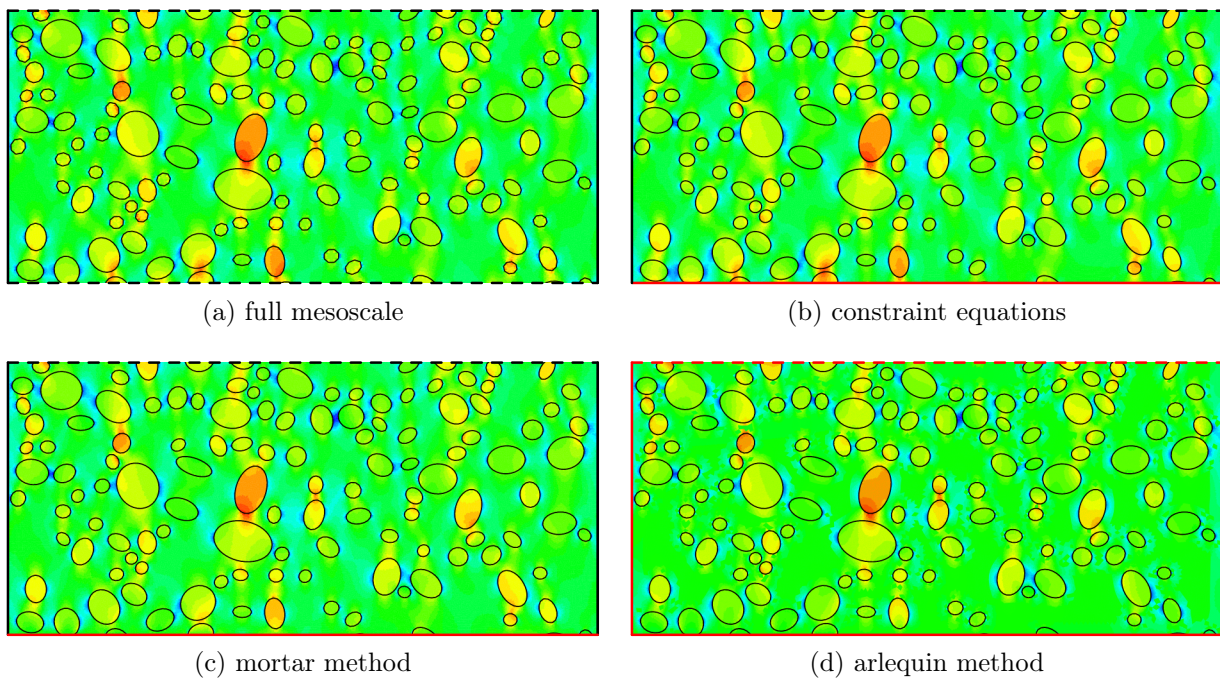 (a) full mesoscale
(b) constraint equations
(c) mortar method
(d) arlequin method